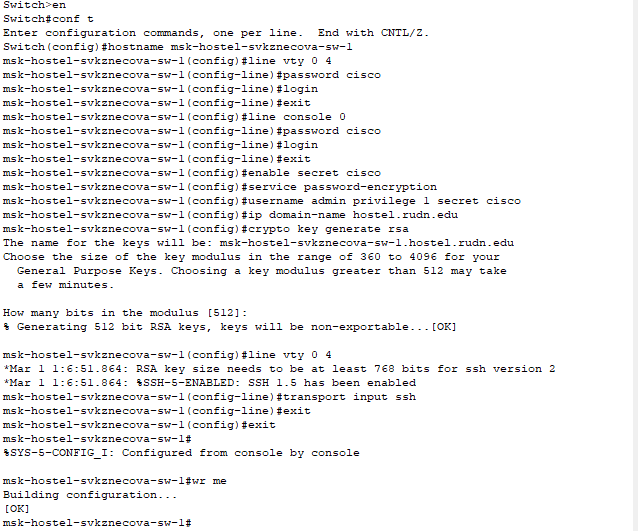 Switch>en
Switch#conf t
Enter configuration commands, one per line.  End with CNTL/Z.
Switch(config)#hostname msk-hostel-svkznecova-sw-1
msk-hostel-svkznecova-sw-1(config)#line vty 0 4
msk-hostel-svkznecova-sw-1(config-line)#password cisco
msk-hostel-svkznecova-sw-1(config-line)#login
msk-hostel-svkznecova-sw-1(config-line)#exit
msk-hostel-svkznecova-sw-1(config)#line console 0
msk-hostel-svkznecova-sw-1(config-line)#password cisco
msk-hostel-svkznecova-sw-1(config-line)#login
msk-hostel-svkznecova-sw-1(config-line)#exit
msk-hostel-svkznecova-sw-1(config)#enable secret cisco
msk-hostel-svkznecova-sw-1(config)#service password-encryption
msk-hostel-svkznecova-sw-1(config)#username admin privilege 1 secret cisco
msk-hostel-svkznecova-sw-1(config)#ip domain-name hostel.rudn.edu
msk-hostel-svkznecova-sw-1(config)#crypto key generate rsa
The name for the keys will be: msk-hostel-svkznecova-sw-1.hostel.rudn.edu
Choose the size of the key modulus in the range of 360 to 4096 for your
  General Purpose Keys. Choosing a key modulus greater than 512 may take
  a few minutes.

How many bits in the modulus [512]:
% Generating 512 bit RSA keys, keys will be non-exportable...[OK]

msk-hostel-svkznecova-sw-1(config)#line vty 0 4
*Mar 1 1:6:51.864: RSA key size needs to be at least 768 bits for ssh version 2
*Mar 1 1:6:51.864: %SSH-5-ENABLED: SSH 1.5 has been enabled
msk-hostel-svkznecova-sw-1(config-line)#transport input ssh
msk-hostel-svkznecova-sw-1(config-line)#exit
msk-hostel-svkznecova-sw-1(config)#exit
msk-hostel-svkznecova-sw-1#
%SYS-5-CONFIG_I: Configured from console by console

msk-hostel-svkznecova-sw-1#wr me
Building configuration...
[OK]
msk-hostel-svkznecova-sw-1#